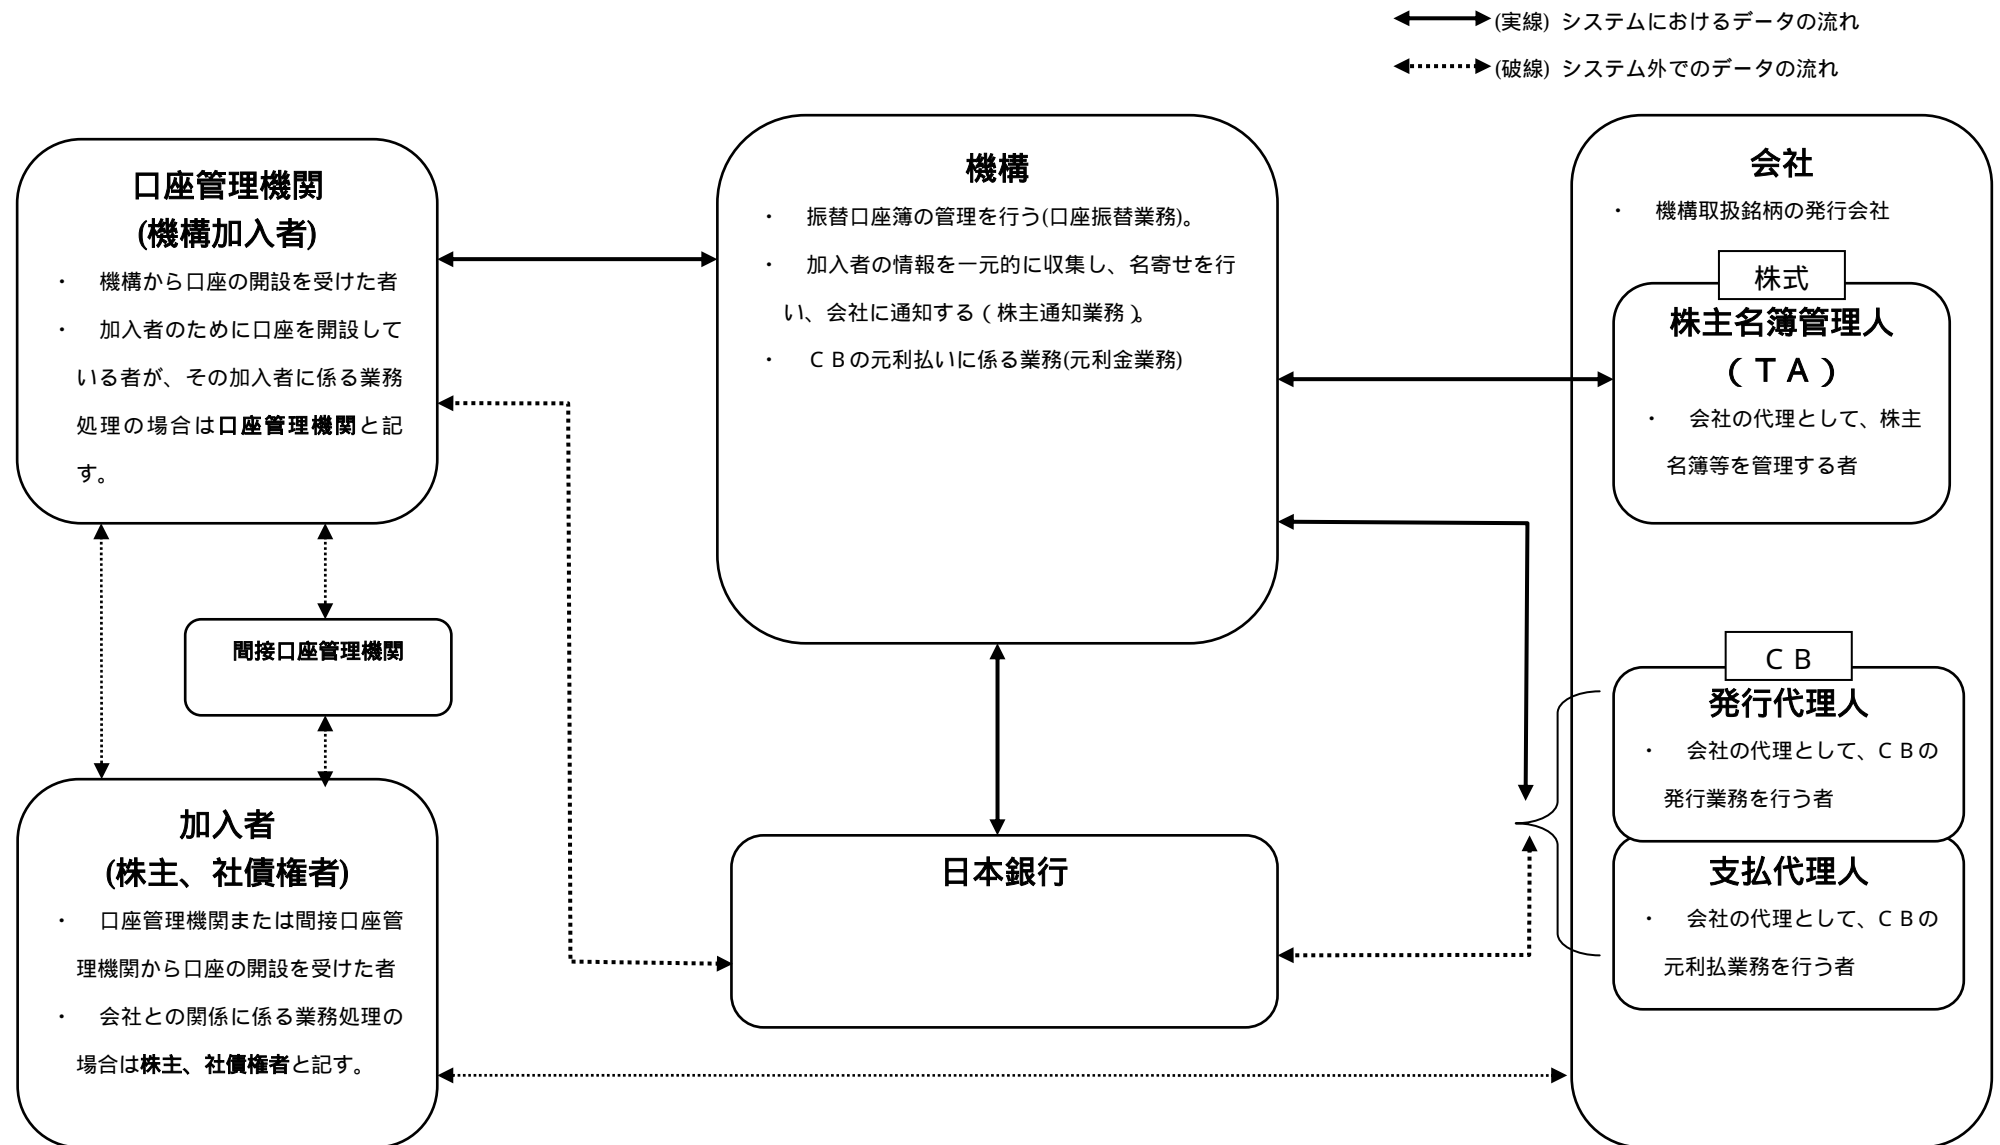 (実線) システムにおけるデータの流れ
(破線) システム外でのデータの流れ
口座管理機関
(機構加入者)
・ 機構から口座の開設を受けた者
・ 加入者のために口座を開設して
いる者が、その加入者に係る業務
処理の場合は口座管理機関と記
す。
機構
・ 振替口座簿の管理を行う(口座振替業務)。
・ 加入者の情報を一元的に収集し、名寄せを行
い、会社に通知する(株主通知業務)。
・ CBの元利払いに係る業務(元利金業務)
会社
・ 機構取扱銘柄の発行会社
株式
株主名簿管理人
(TA)
・ 会社の代理として、株主
名簿等を管理する者
間接口座管理機関
CB
発行代理人
・ 会社の代理として、CBの
発行業務を行う者
支払代理人
・ 会社の代理として、CBの
元利払業務を行う者
日本銀行
加入者
(株主、社債権者)
・ 口座管理機関または間接口座管
理機関から口座の開設を受けた者
・ 会社との関係に係る業務処理の
場合は株主、社債権者と記す。